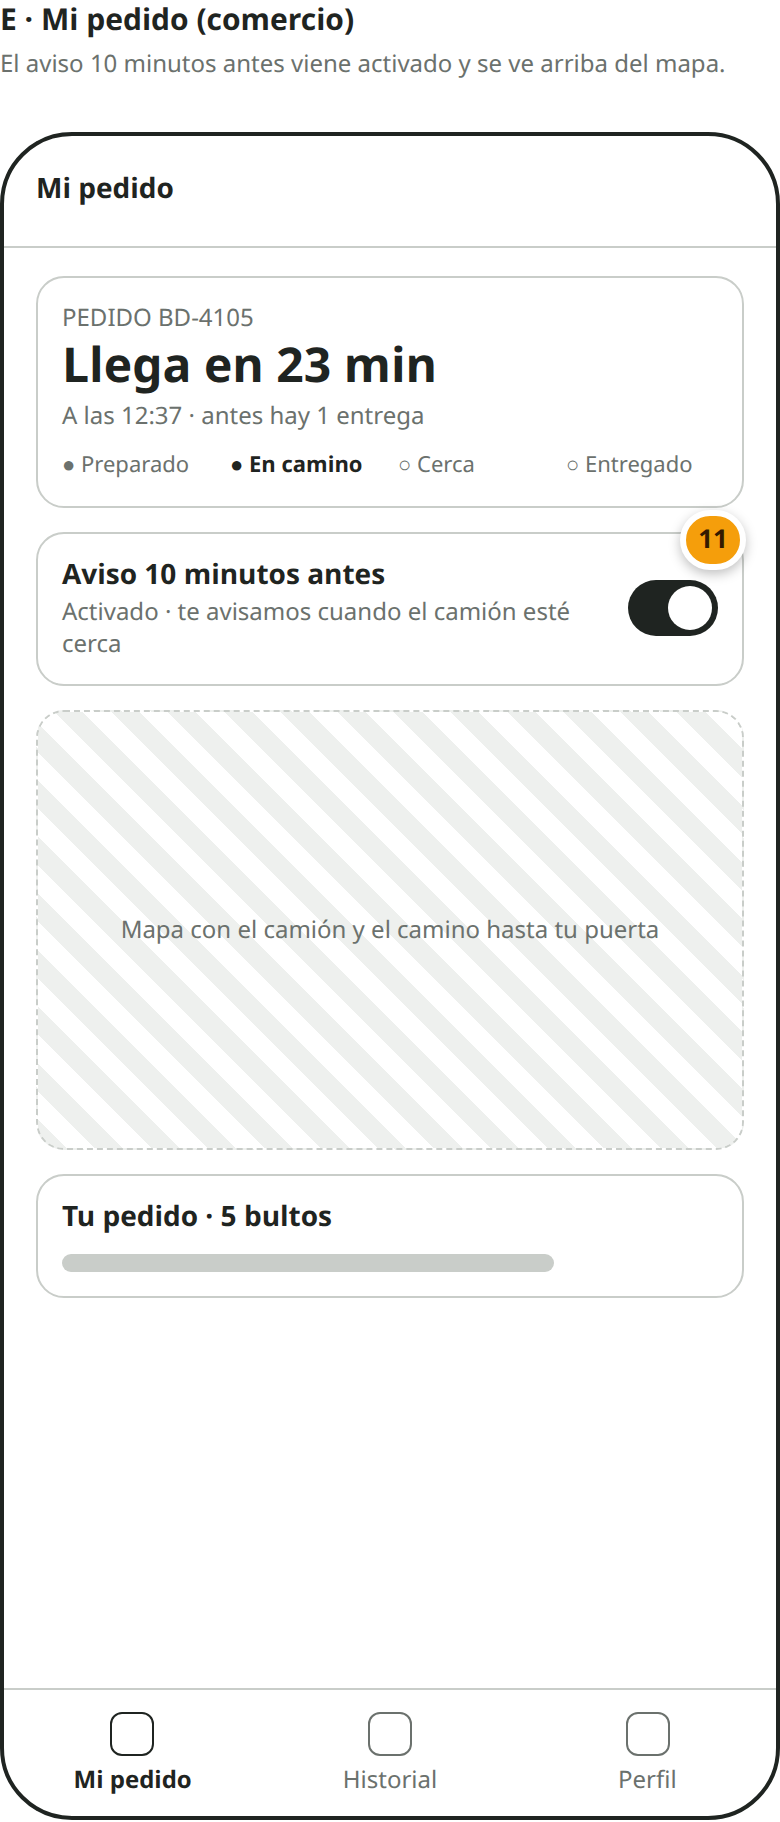 E · Mi pedido (comercio)
El aviso 10 minutos antes viene activado y se ve arriba del mapa.
Mi pedido
PEDIDO BD-4105
Llega en 23 min
A las 12:37 · antes hay 1 entrega
● Preparado ● En camino ○ Cerca ○ Entregado
11
Aviso 10 minutos antes
Activado · te avisamos cuando el camión esté
cerca
Mapa con el camión y el camino hasta tu puerta
Tu pedido · 5 bultos
Mi pedido Historial Perfil